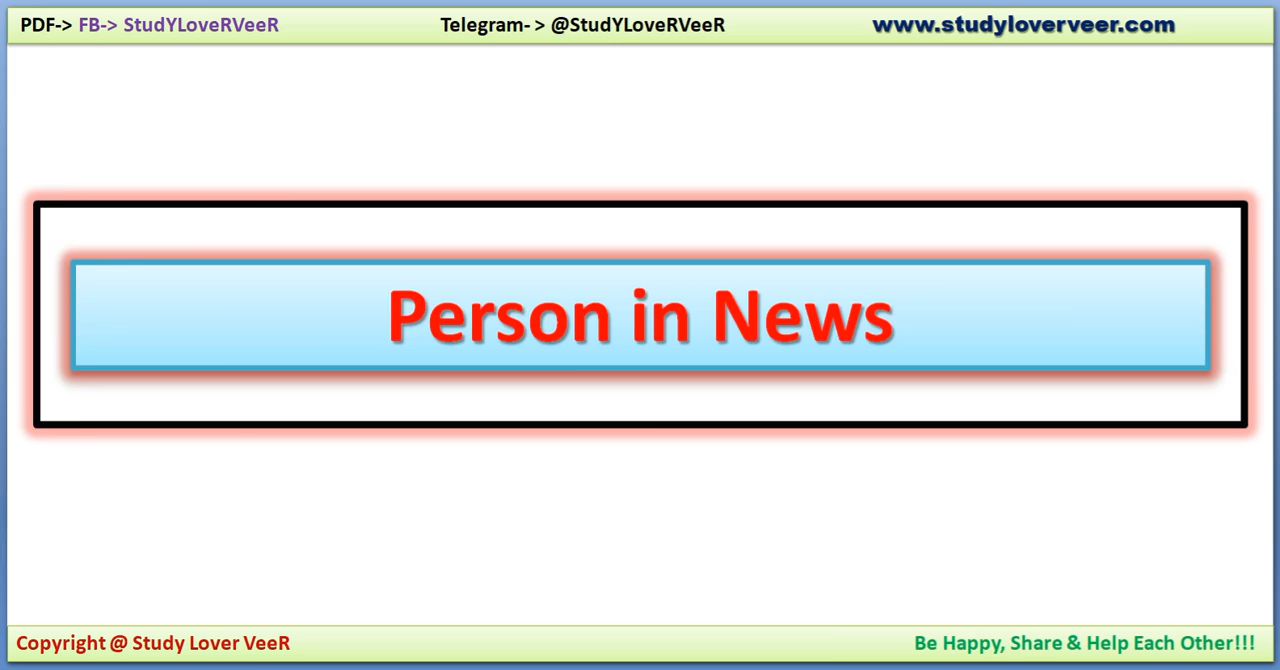 PDF-> FB-> StudYLoveRVeeR Telegram- > @StudYLoveRVeeR www.studyloverveer.com
Person in News
Copyright @ Study Lover VeeR Be Happy, Share & Help Each Other!!!